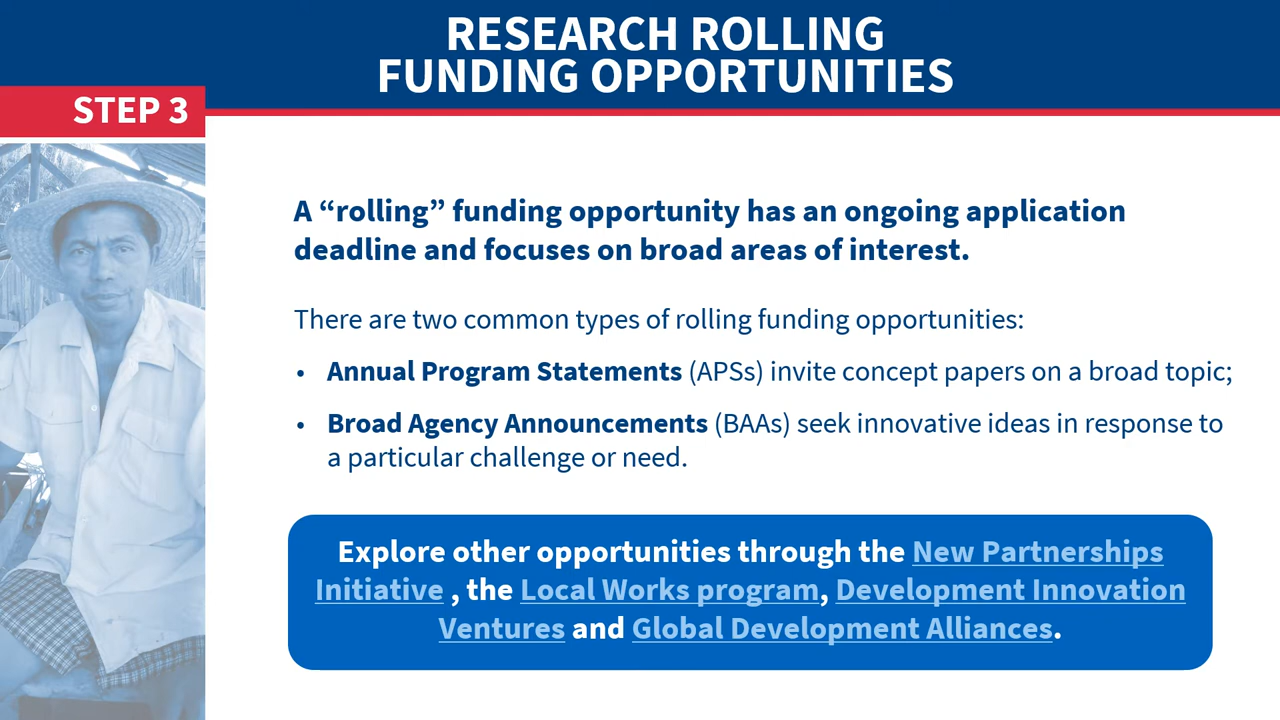 RESEARCH ROLLING
FUNDING OPPORTUNITIES
STEP 3
A “rolling” funding opportunity has an ongoing application
deadline and focuses on broad areas of interest.
There are two common types of rolling funding opportunities:
• Annual Program Statements (APSs) invite concept papers on a broad topic;
• Broad Agency Announcements (BAAs) seek innovative ideas in response to
a particular challenge or need.
Explore other opportunities through the New Partnerships
Initiative , the Local Works program, Development Innovation
Ventures and Global Development Alliances.